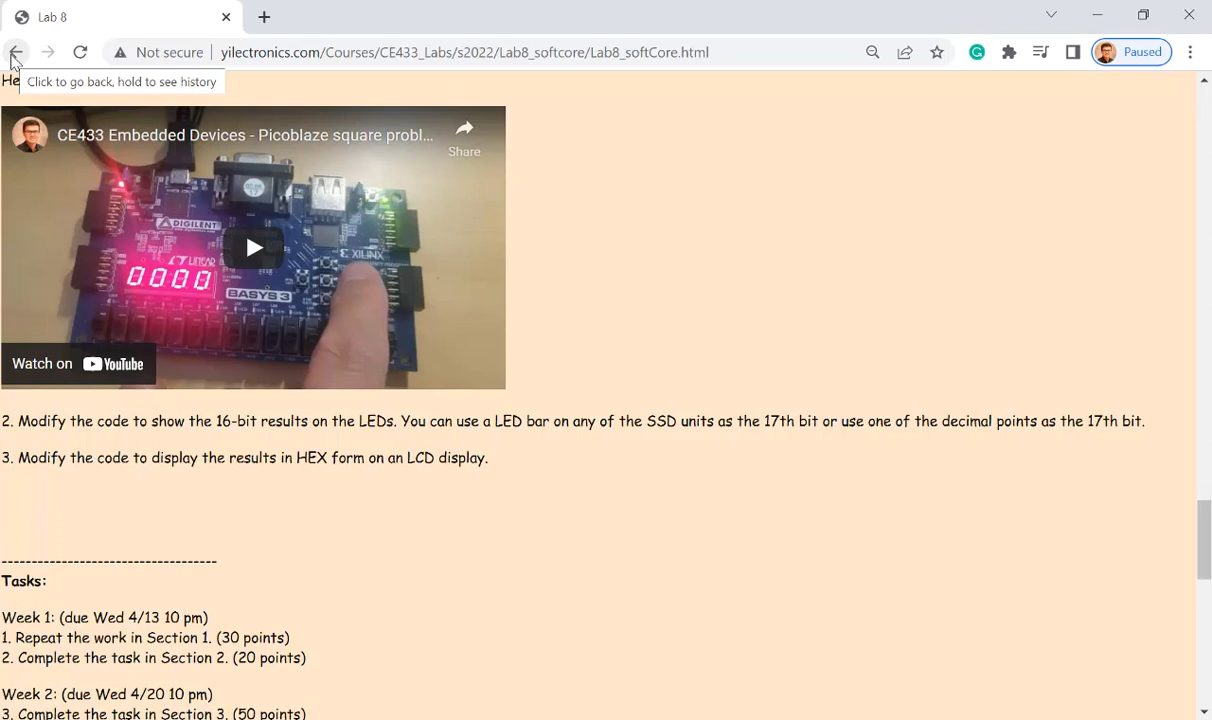 Lab 8
Not secure
yilectronics.com/Courses/CE433_Labs/s2022/Lab8_softcore/Lab8_softCore.html
Paused
He
Click to go back, hold to see history
CE433 Embedded Devices - Picoblaze square probl...
Share
DIGILENT
LINEAR
XILINX
0000
BASYS 3
Watch on YouTube
2. Modify the code to show the 16-bit results on the LEDs. You can use a LED bar on any of the SSD units as the 17th bit or use one of the decimal points as the 17th bit.
3. Modify the code to display the results in HEX form on an LCD display.
------------------------------------
Tasks:
Week 1: (due Wed 4/13 10 pm)
1. Repeat the work in Section 1. (30 points)
2. Complete the task in Section 2. (20 points)
Week 2: (due Wed 4/20 10 pm)
3. Complete the task in Section 3. (50 points)